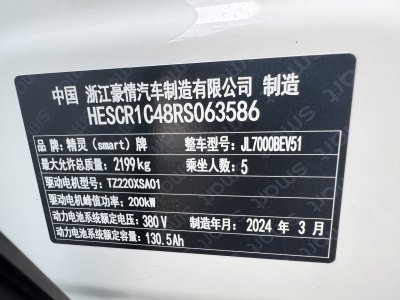 中国 浙江豪情汽车制造有限公司 制造
HESCR1C48RS063586
品牌：精灵（smart）牌 整车型号：JL7000BEV51
最大允许总质量：2199kg 乘坐人数：5
驱动电机型号：TZ220XSA01
驱动电机峰值功率：200kW
动力电池系统额定电压：380V 制造年月：2024 年 3 月
动力电池系统额定容量：130.5Ah